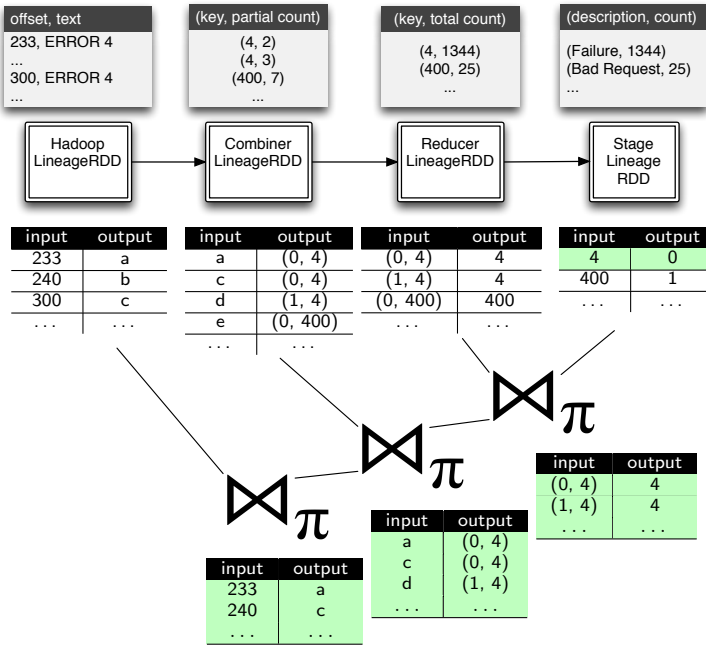 offset, text
233, ERROR 4
...
300, ERROR 4
...
(key, partial count)
(4, 2)
(4, 3)
(400, 7)
...
(key, total count)
(4, 1344)
(400, 25)
...
(description, count)
(Failure, 1344)
(Bad Request, 25)
...
Hadoop
LineageRDD
Combiner
LineageRDD
Reducer
LineageRDD
Stage
Lineage
RDD
input output
233 a
240 b
300 c
. . . . . .
input output
a (0, 4)
c (0, 4)
d (1, 4)
e (0, 400)
. . . . . .
input output
(0, 4) 4
(1, 4) 4
(0, 400) 400
. . . . . .
input output
4 0
400 1
. . . . . .
⋈π
⋈π
⋈π
input output
(0, 4) 4
(1, 4) 4
. . . . . .
input output
a (0, 4)
c (0, 4)
d (1, 4)
. . . . . .
input output
233 a
240 c
. . . . . .